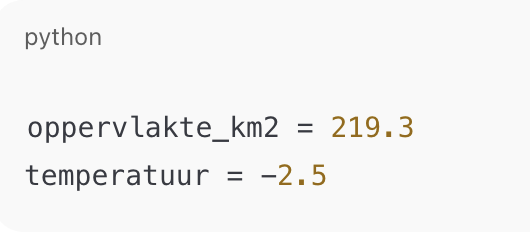 python
oppervlakte_km2 = 219.3
temperatuur = -2.5